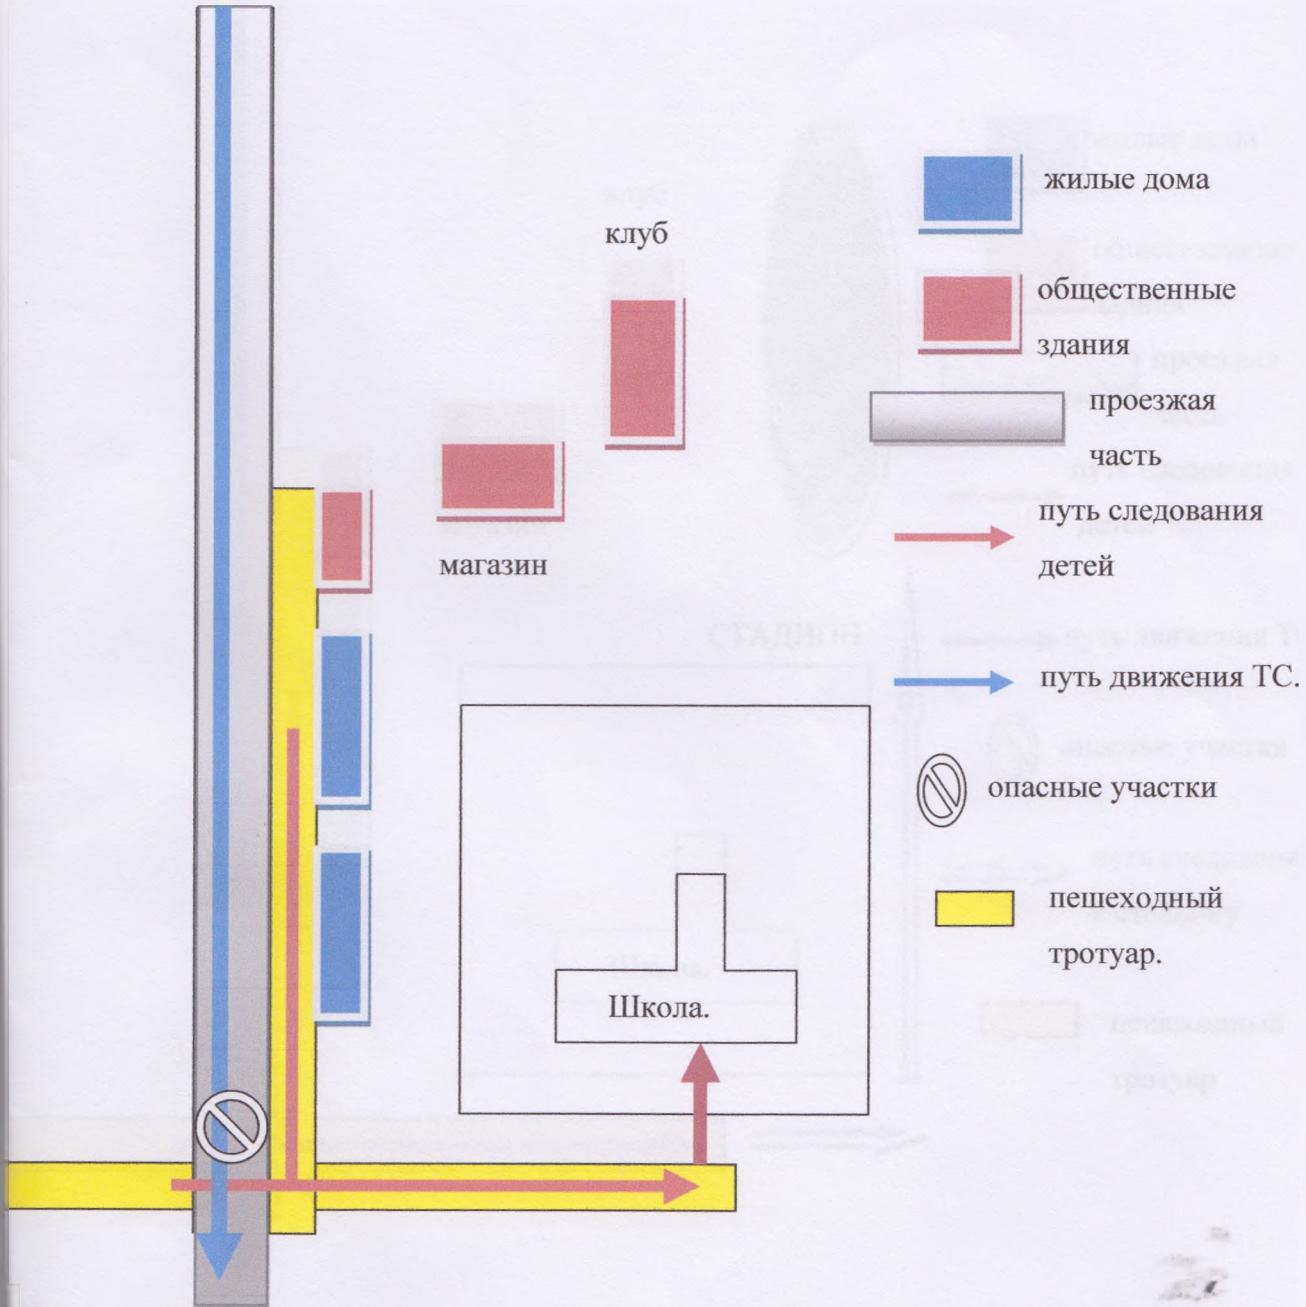 клуб
магазин
Школа.
жилые дома
общественные
здания
проезжая
часть
путь следования
детей
путь движения ТС.
опасные участки
пешеходный
тротуар.
СТАДИОН